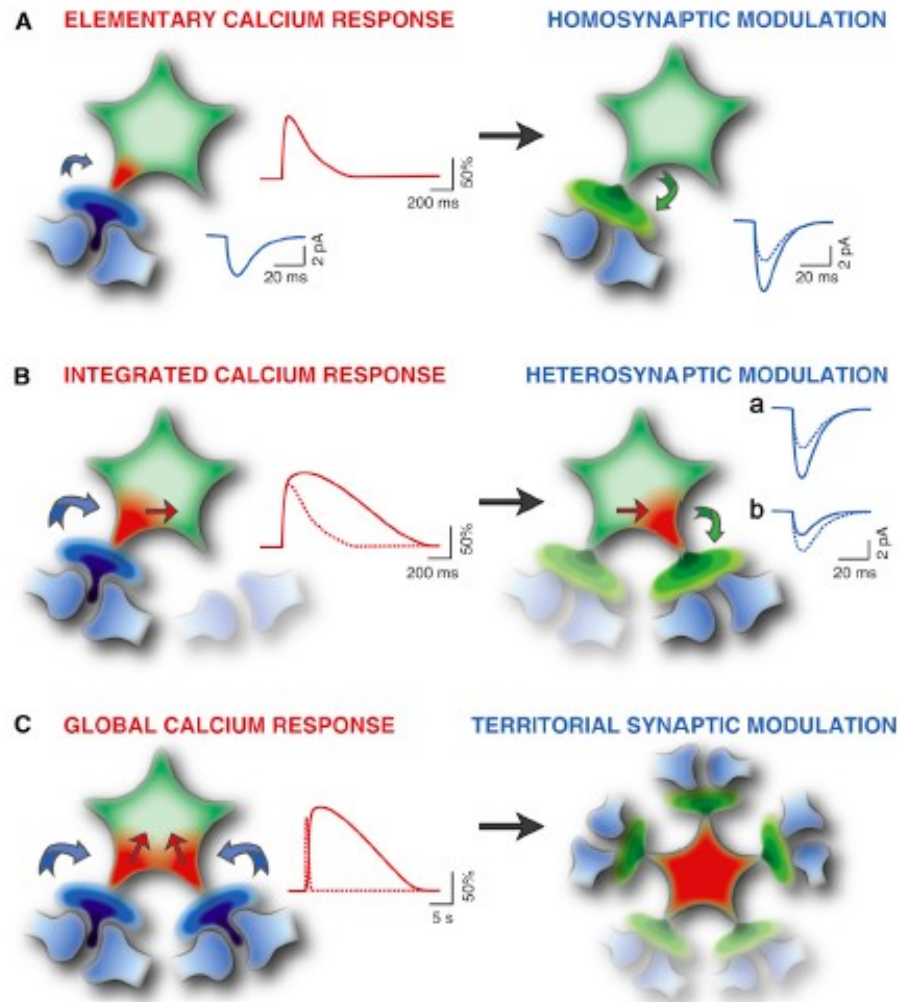 A ELEMENTARY CALCIUM RESPONSE HOMOSYNAPTIC MODULATION
50%
200 ms
2 pA
20 ms
2 pA
20 ms
B INTEGRATED CALCIUM RESPONSE HETEROSYNAPTIC MODULATION
a
50%
200 ms
b
2 pA
20 ms
C GLOBAL CALCIUM RESPONSE TERRITORIAL SYNAPTIC MODULATION
50%
5 s